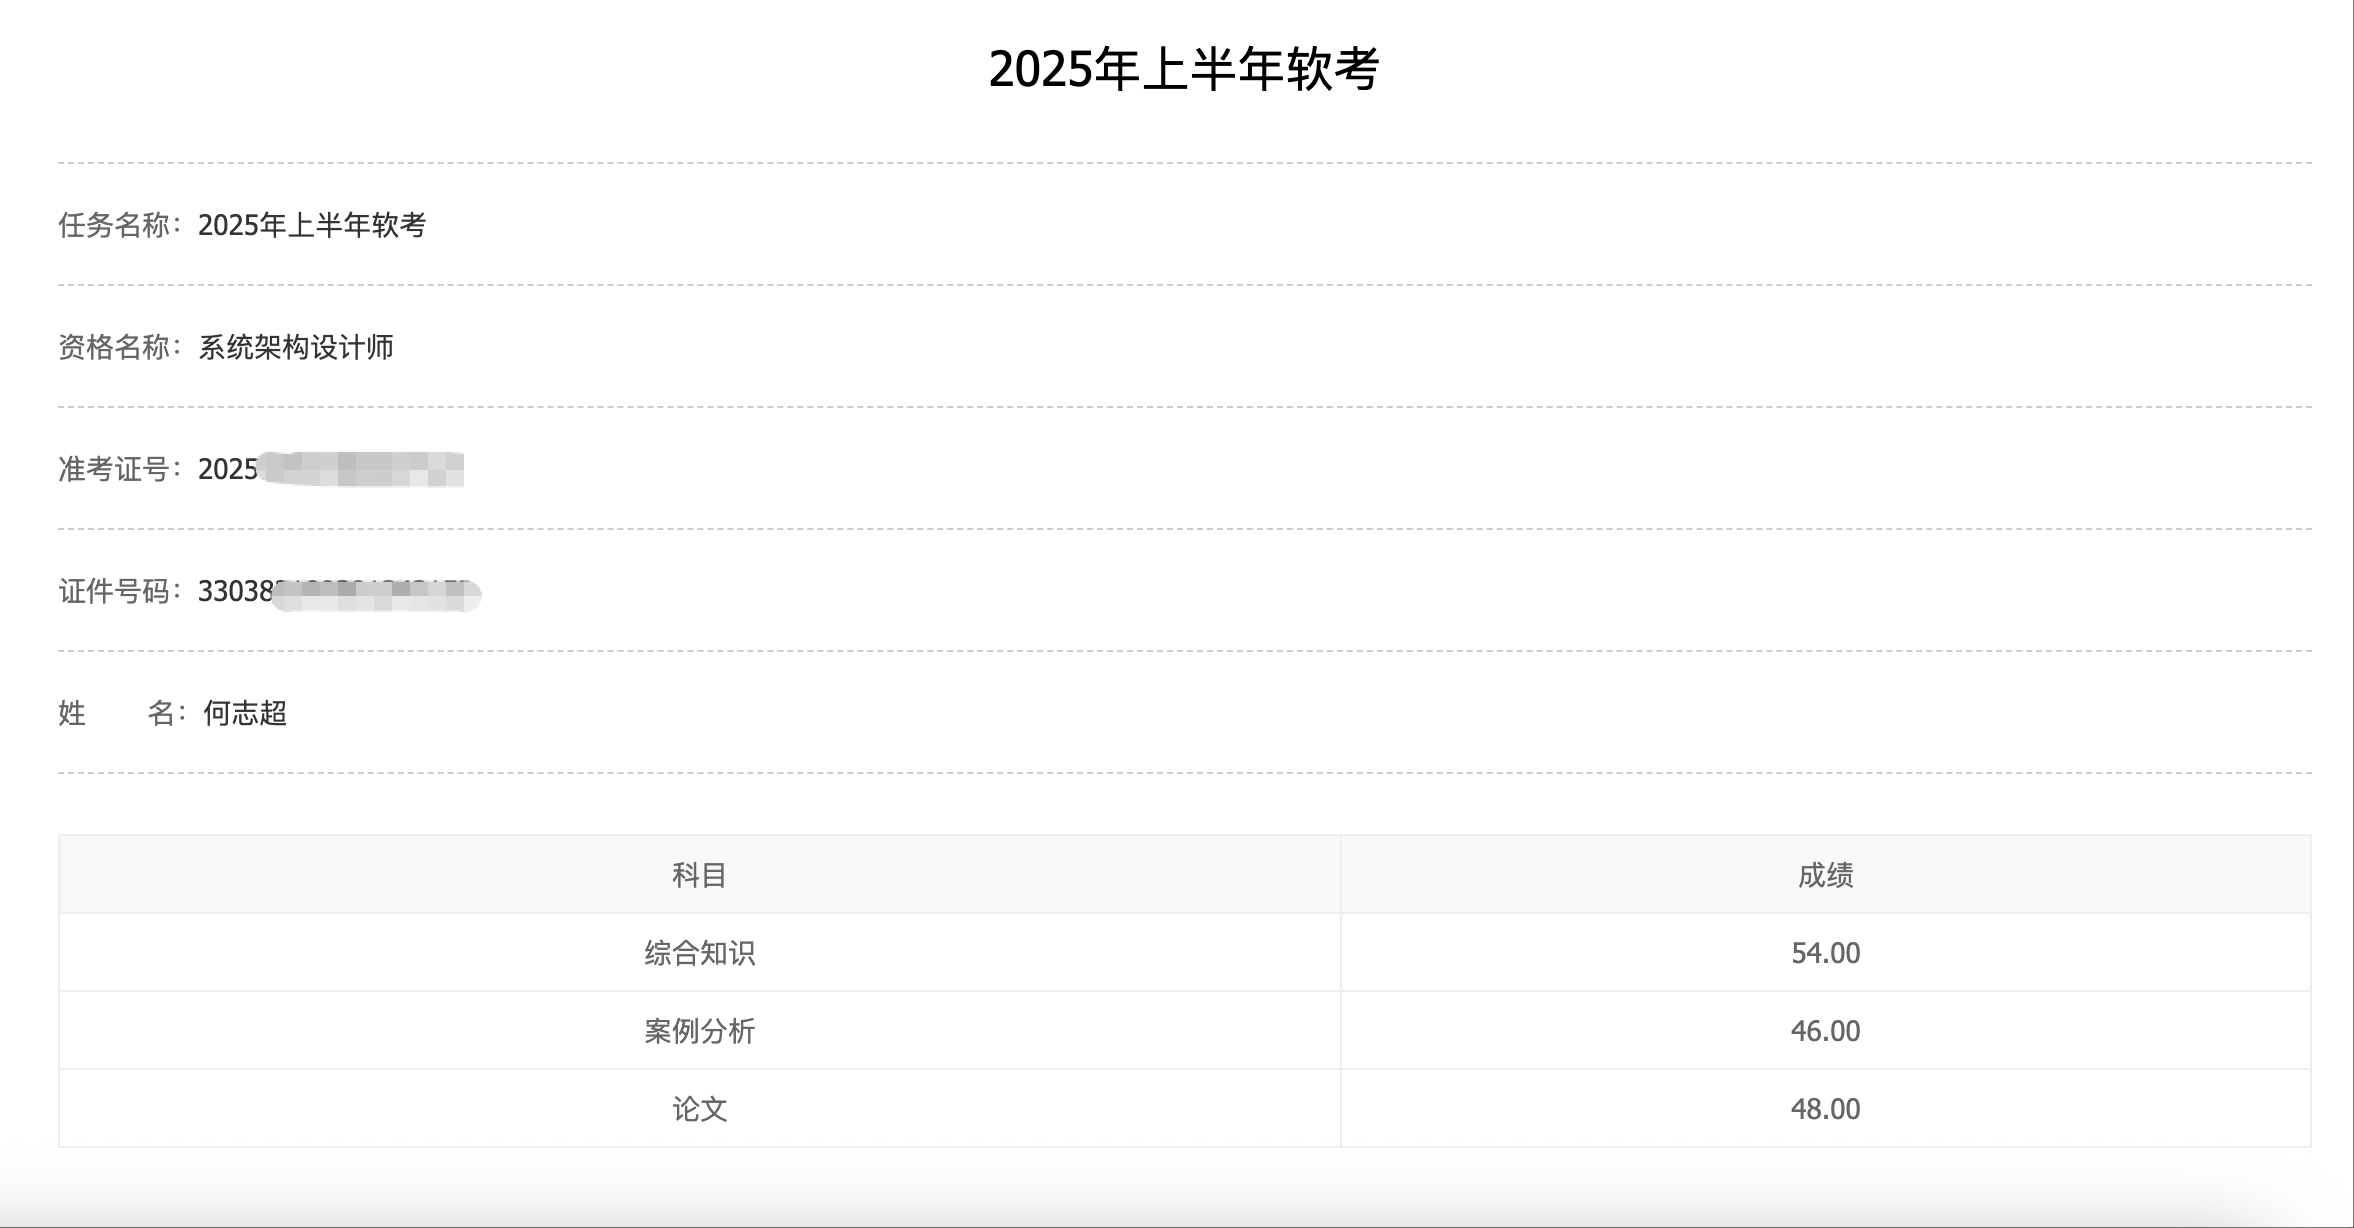 2025年上半年软考
任务名称：2025年上半年软考
资格名称：系统架构设计师
准考证号：2025
证件号码：33038
姓 名：何志超
科目 成绩
综合知识 54.00
案例分析 46.00
论文 48.00